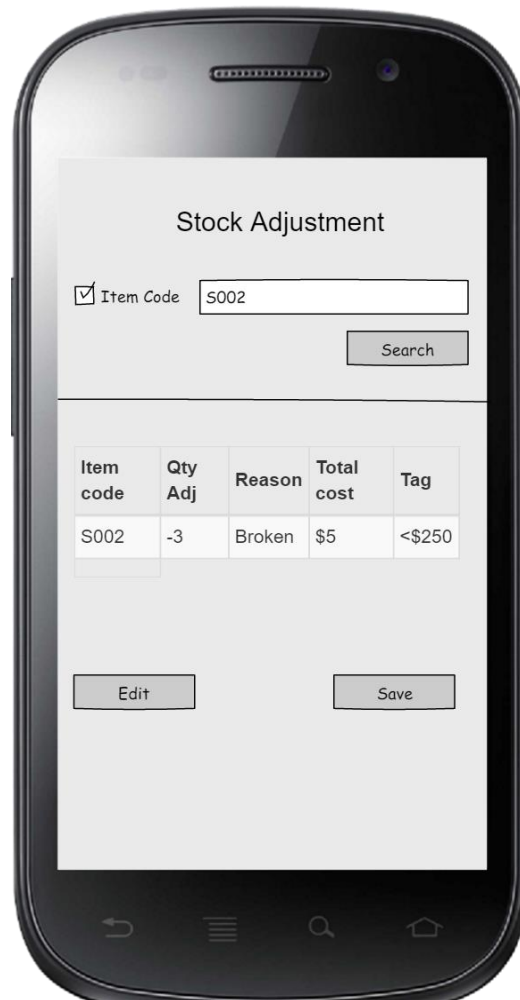 Stock Adjustment
Item Code S002
Search
Item code Qty Adj Reason Total cost Tag
S002 -3 Broken $5 <$250
Edit Save